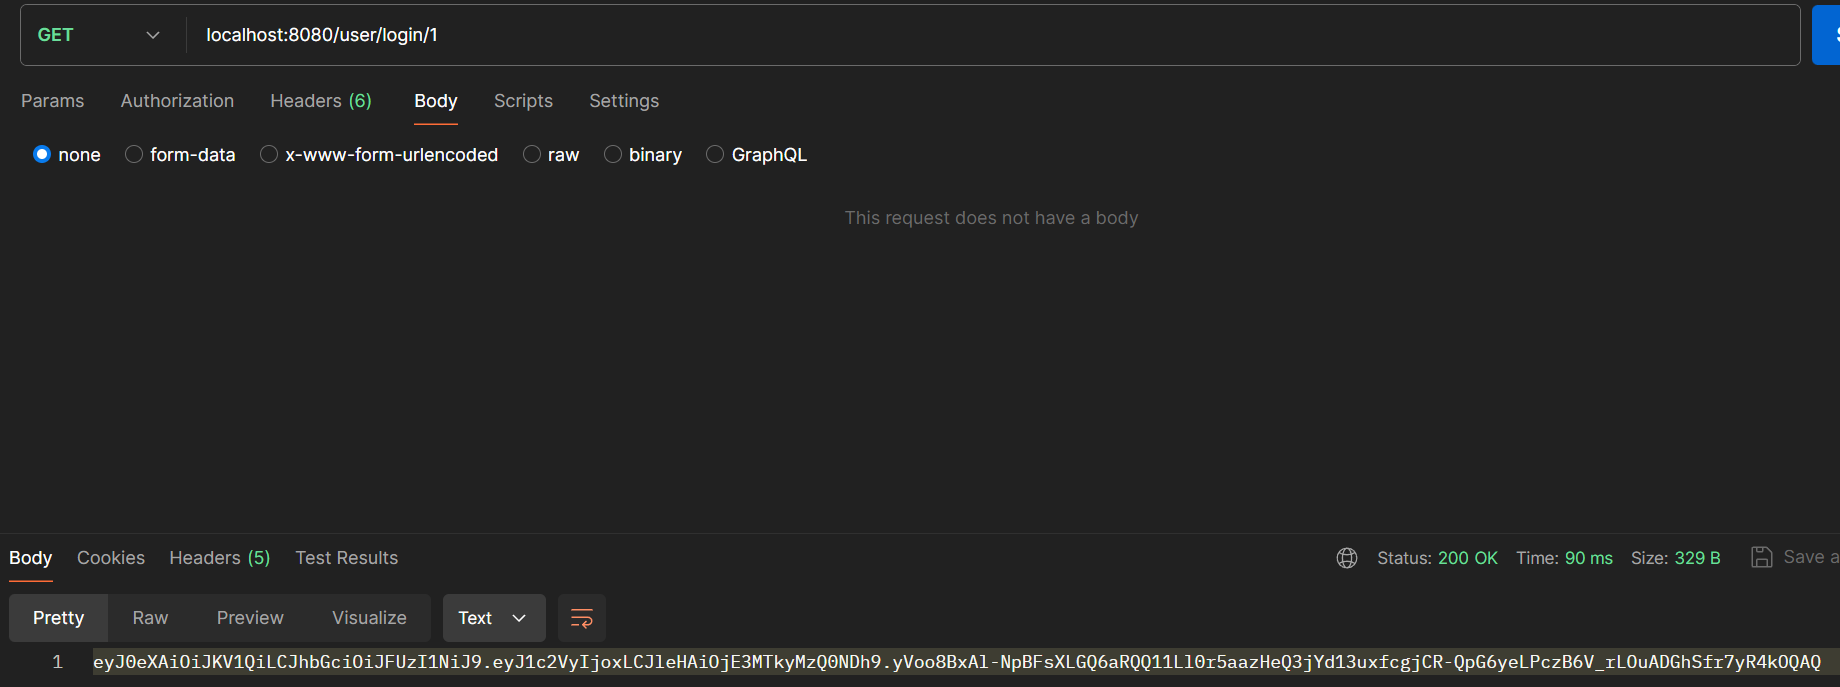 GET localhost:8080/user/login/1
Params Authorization Headers (6) Body Scripts Settings
none form-data x-www-form-urlencoded raw binary GraphQL
This request does not have a body
Body Cookies Headers (5) Test Results Status: 200 OK Time: 90 ms Size: 329 B Save a
Pretty Raw Preview Visualize Text
1 eyJ0eXAiOiJKV1QiLCJhbGciOiJFUzI1NiJ9.eyJ1c2VyIjoxLCJleHAiOjE3MTkyMzQ0NDh9.yVoo8BxAl-NpBFsXLGQ6aRQQ11Ll0r5aazHeQ3jYd13uxfcgjCR-QpG6yeLPczB6V_rLOuADGhSfr7yR4kOQAQ